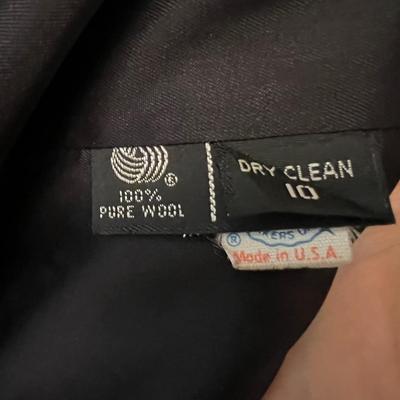 ®
100%
PURE WOOL
DRY CLEAN
10
®
Made in U.S.A.